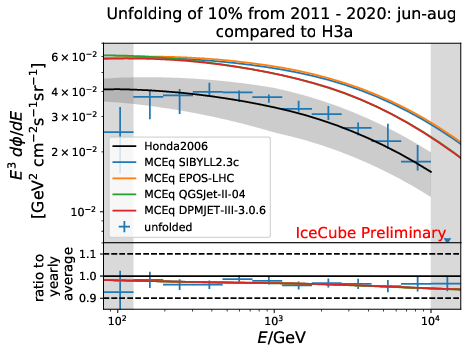 Unfolding of 10% from 2011 - 2020: jun-aug
compared to H3a
E³ dϕ/dE
[GeV² cm⁻²s⁻¹sr⁻¹]
6 × 10⁻²
4 × 10⁻²
3 × 10⁻²
2 × 10⁻²
10⁻²
Honda2006
MCEq SIBYLL2.3c
MCEq EPOS-LHC
MCEq QGSJet-II-04
MCEq DPMJET-III-3.0.6
unfolded
IceCube Preliminary
ratio to
yearly
average
1.1
1.0
0.9
10² 10³ 10⁴
E/GeV